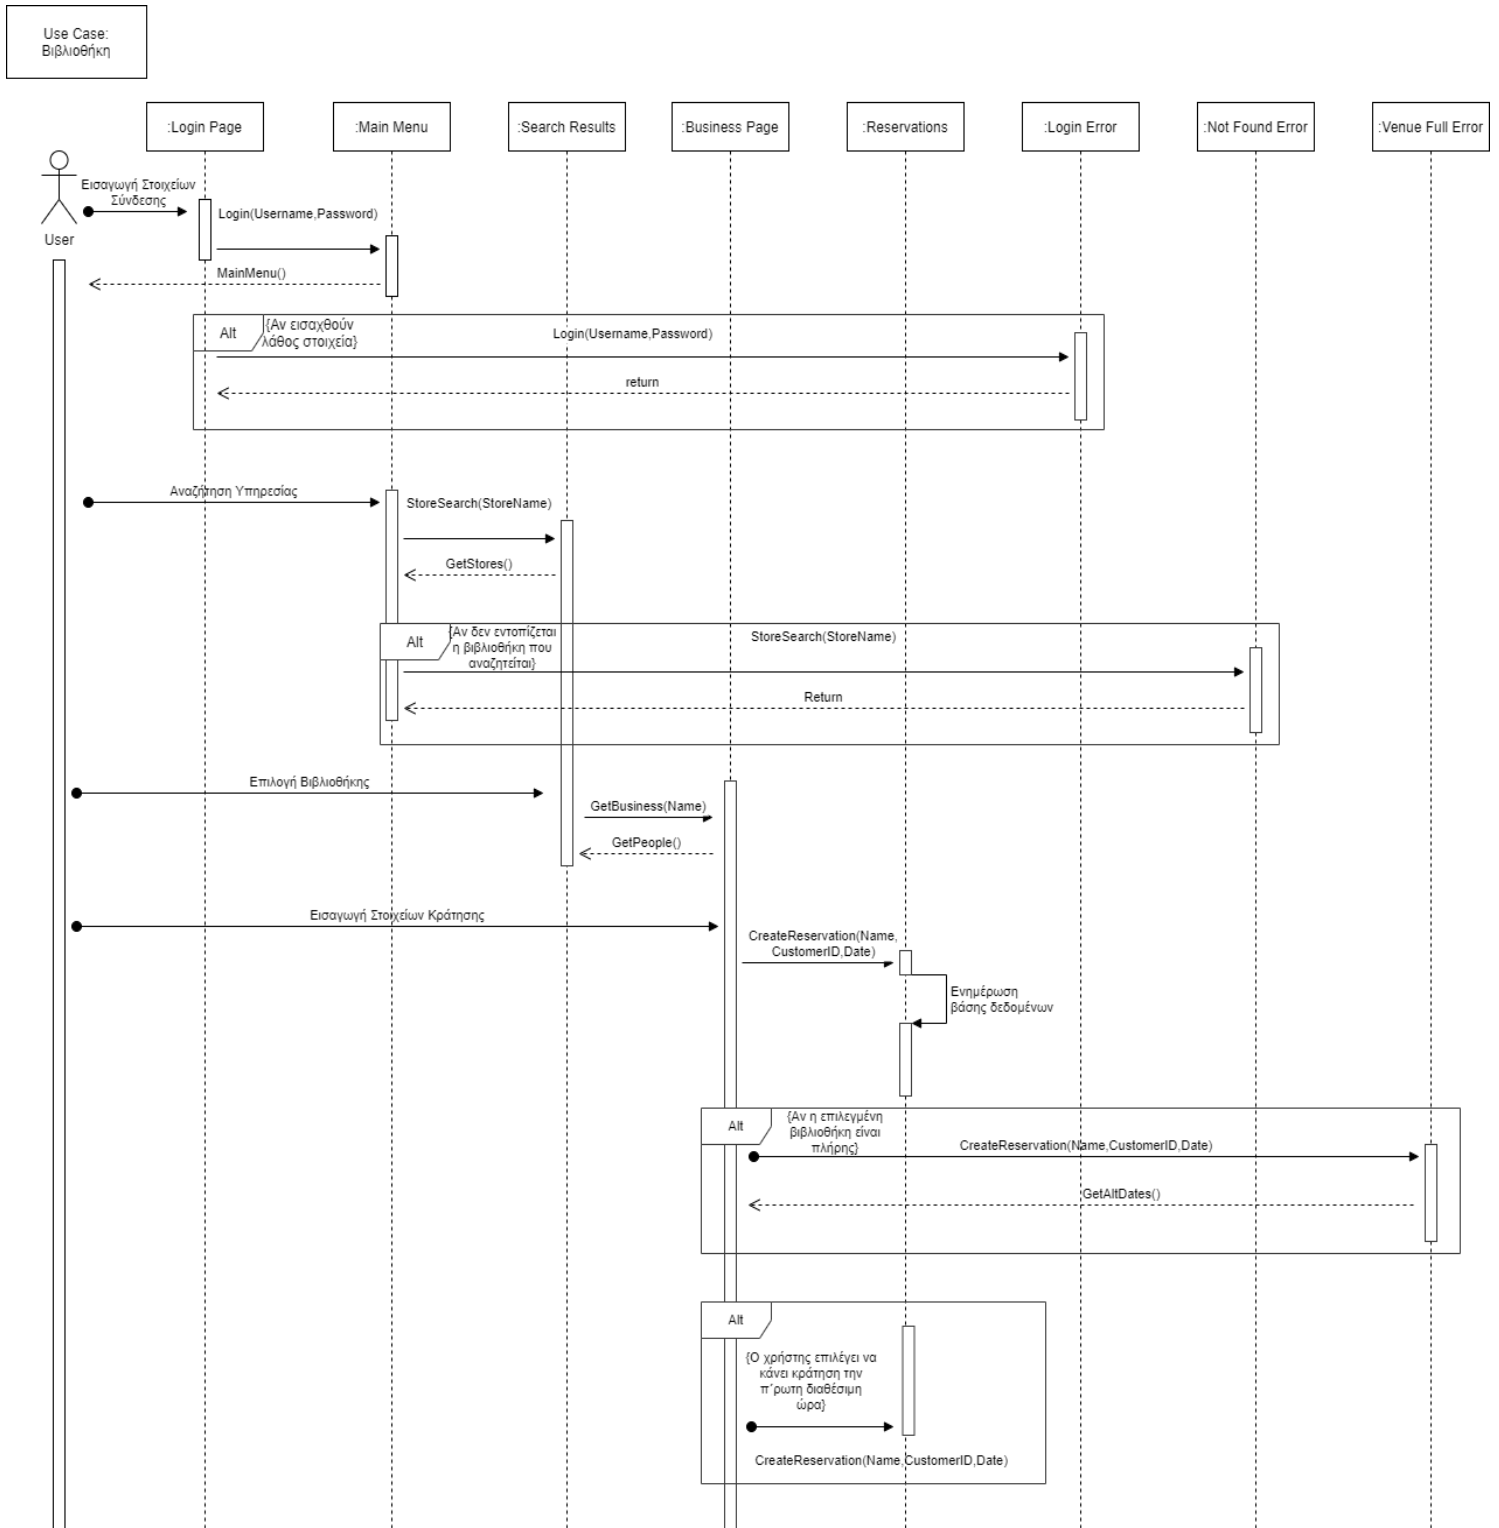 Use Case:
Βιβλιοθήκη
:Login Page
:Main Menu
:Search Results
:Business Page
:Reservations
:Login Error
:Not Found Error
:Venue Full Error
Εισαγωγή Στοιχείων
Σύνδεσης
Login(Username,Password)
User
MainMenu()
Alt
{Αν εισαχθούν
λάθος στοιχεία}
Login(Username,Password)
return
Αναζήτηση Υπηρεσίας
StoreSearch(StoreName)
GetStores()
Alt
{Αν δεν εντοπίζεται
η βιβλιοθήκη που
αναζητείται}
StoreSearch(StoreName)
Return
Επιλογή Βιβλιοθήκης
GetBusiness(Name)
GetPeople()
Εισαγωγή Στοιχείων Κράτησης
CreateReservation(Name,
CustomerID,Date)
Ενημέρωση
βάσης δεδομένων
Alt
{Αν η επιλεγμένη
βιβλιοθήκη είναι
πλήρης}
CreateReservation(Name,CustomerID,Date)
GetAltDates()
Alt
{Ο χρήστης επιλέγει να
κάνει κράτηση την
π΄ρωτη διαθέσιμη
ώρα}
CreateReservation(Name,CustomerID,Date)